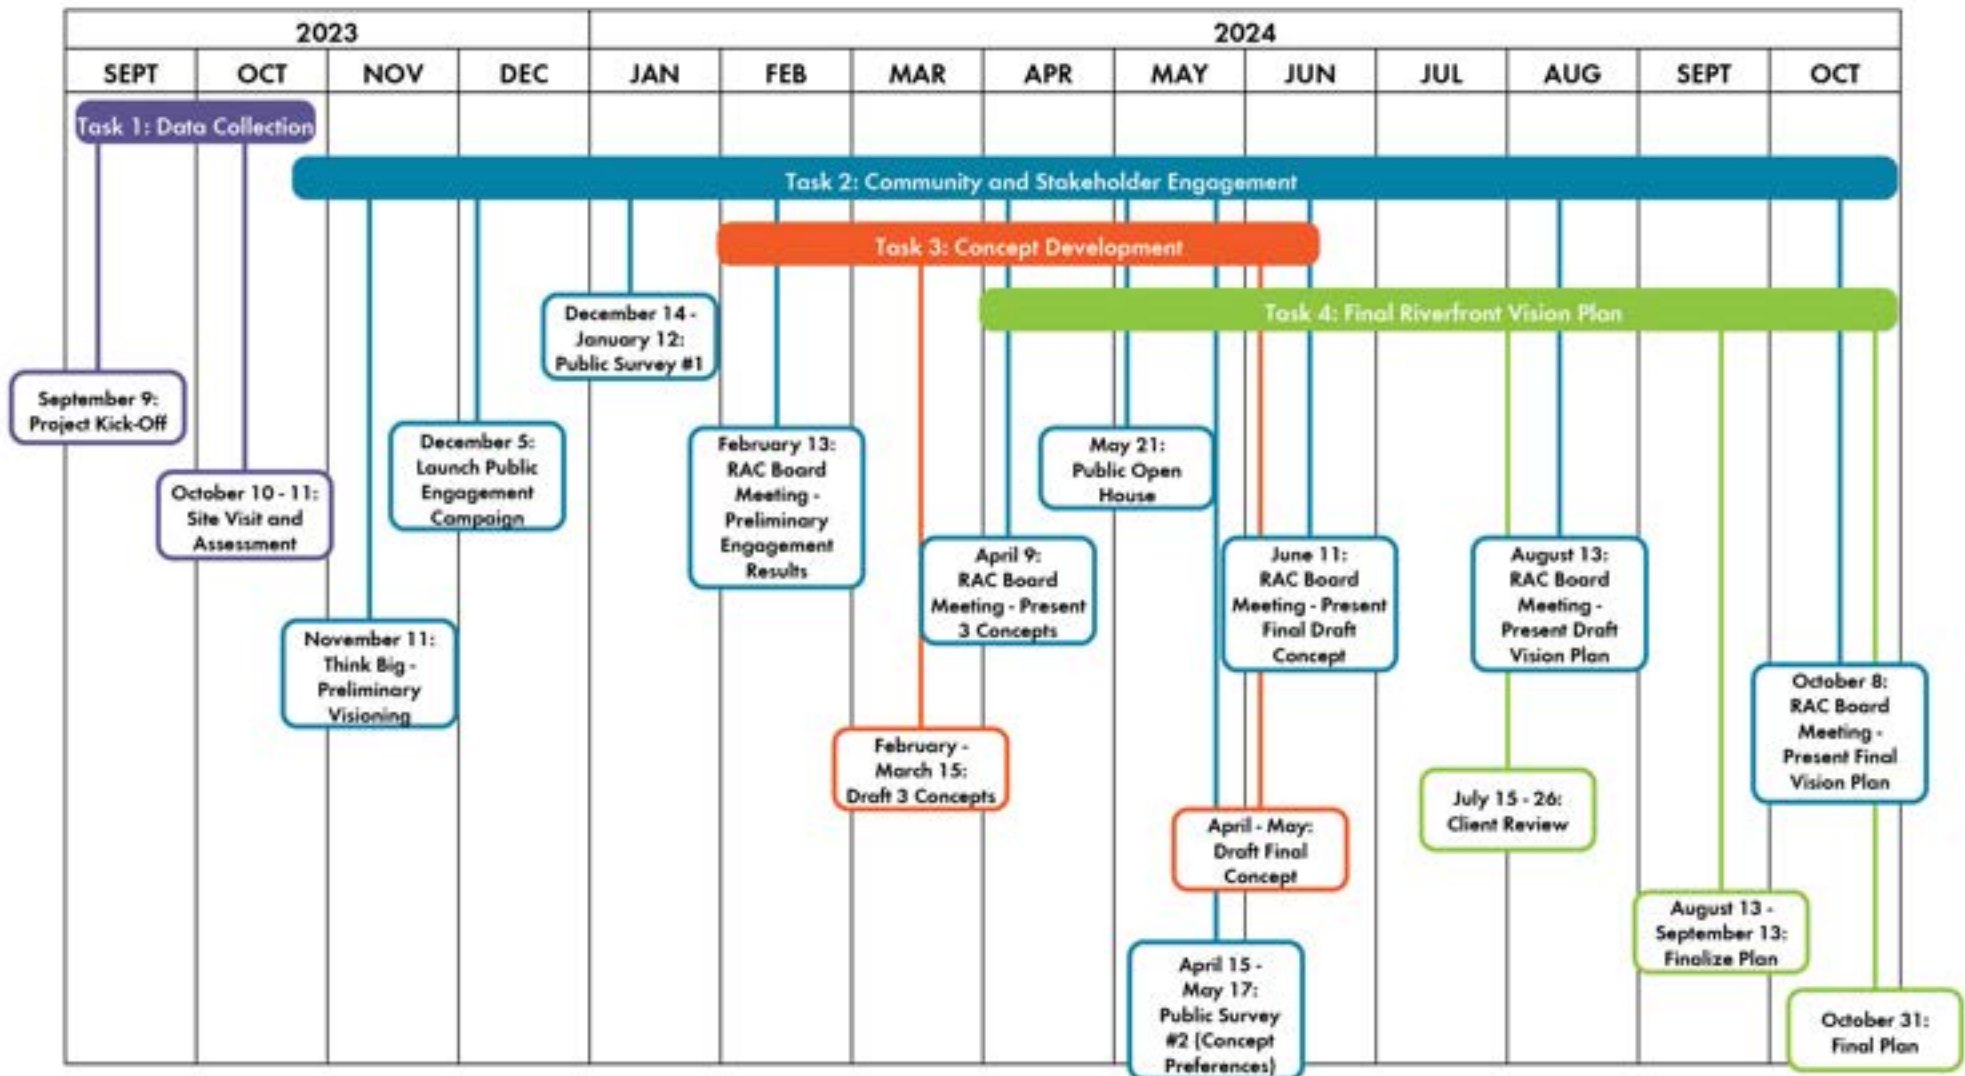 2023
2024
SEPT
OCT
NOV
DEC
JAN
FEB
MAR
APR
MAY
JUN
JUL
AUG
SEPT
OCT
Task 1: Data Collection
Task 2: Community and Stakeholder Engagement
Task 3: Concept Development
Task 4: Final Riverfront Vision Plan
September 9:
Project Kick-Off
October 10 - 11:
Site Visit and
Assessment
November 11:
Think Big -
Preliminary
Visioning
December 5:
Launch Public
Engagement
Campaign
December 14 -
January 12:
Public Survey #1
February 13:
RAC Board
Meeting -
Preliminary
Engagement
Results
February -
March 15:
Draft 3 Concepts
April 9:
RAC Board
Meeting - Present
3 Concepts
May 21:
Public Open
House
April 15 -
May 17:
Public Survey
#2 (Concept
Preferences)
April - May:
Draft Final
Concept
June 11:
RAC Board
Meeting - Present
Final Draft
Concept
July 15 - 26:
Client Review
August 13:
RAC Board
Meeting -
Present Draft
Vision Plan
August 13 -
September 13:
Finalize Plan
October 8:
RAC Board
Meeting -
Present Final
Vision Plan
October 31:
Final Plan